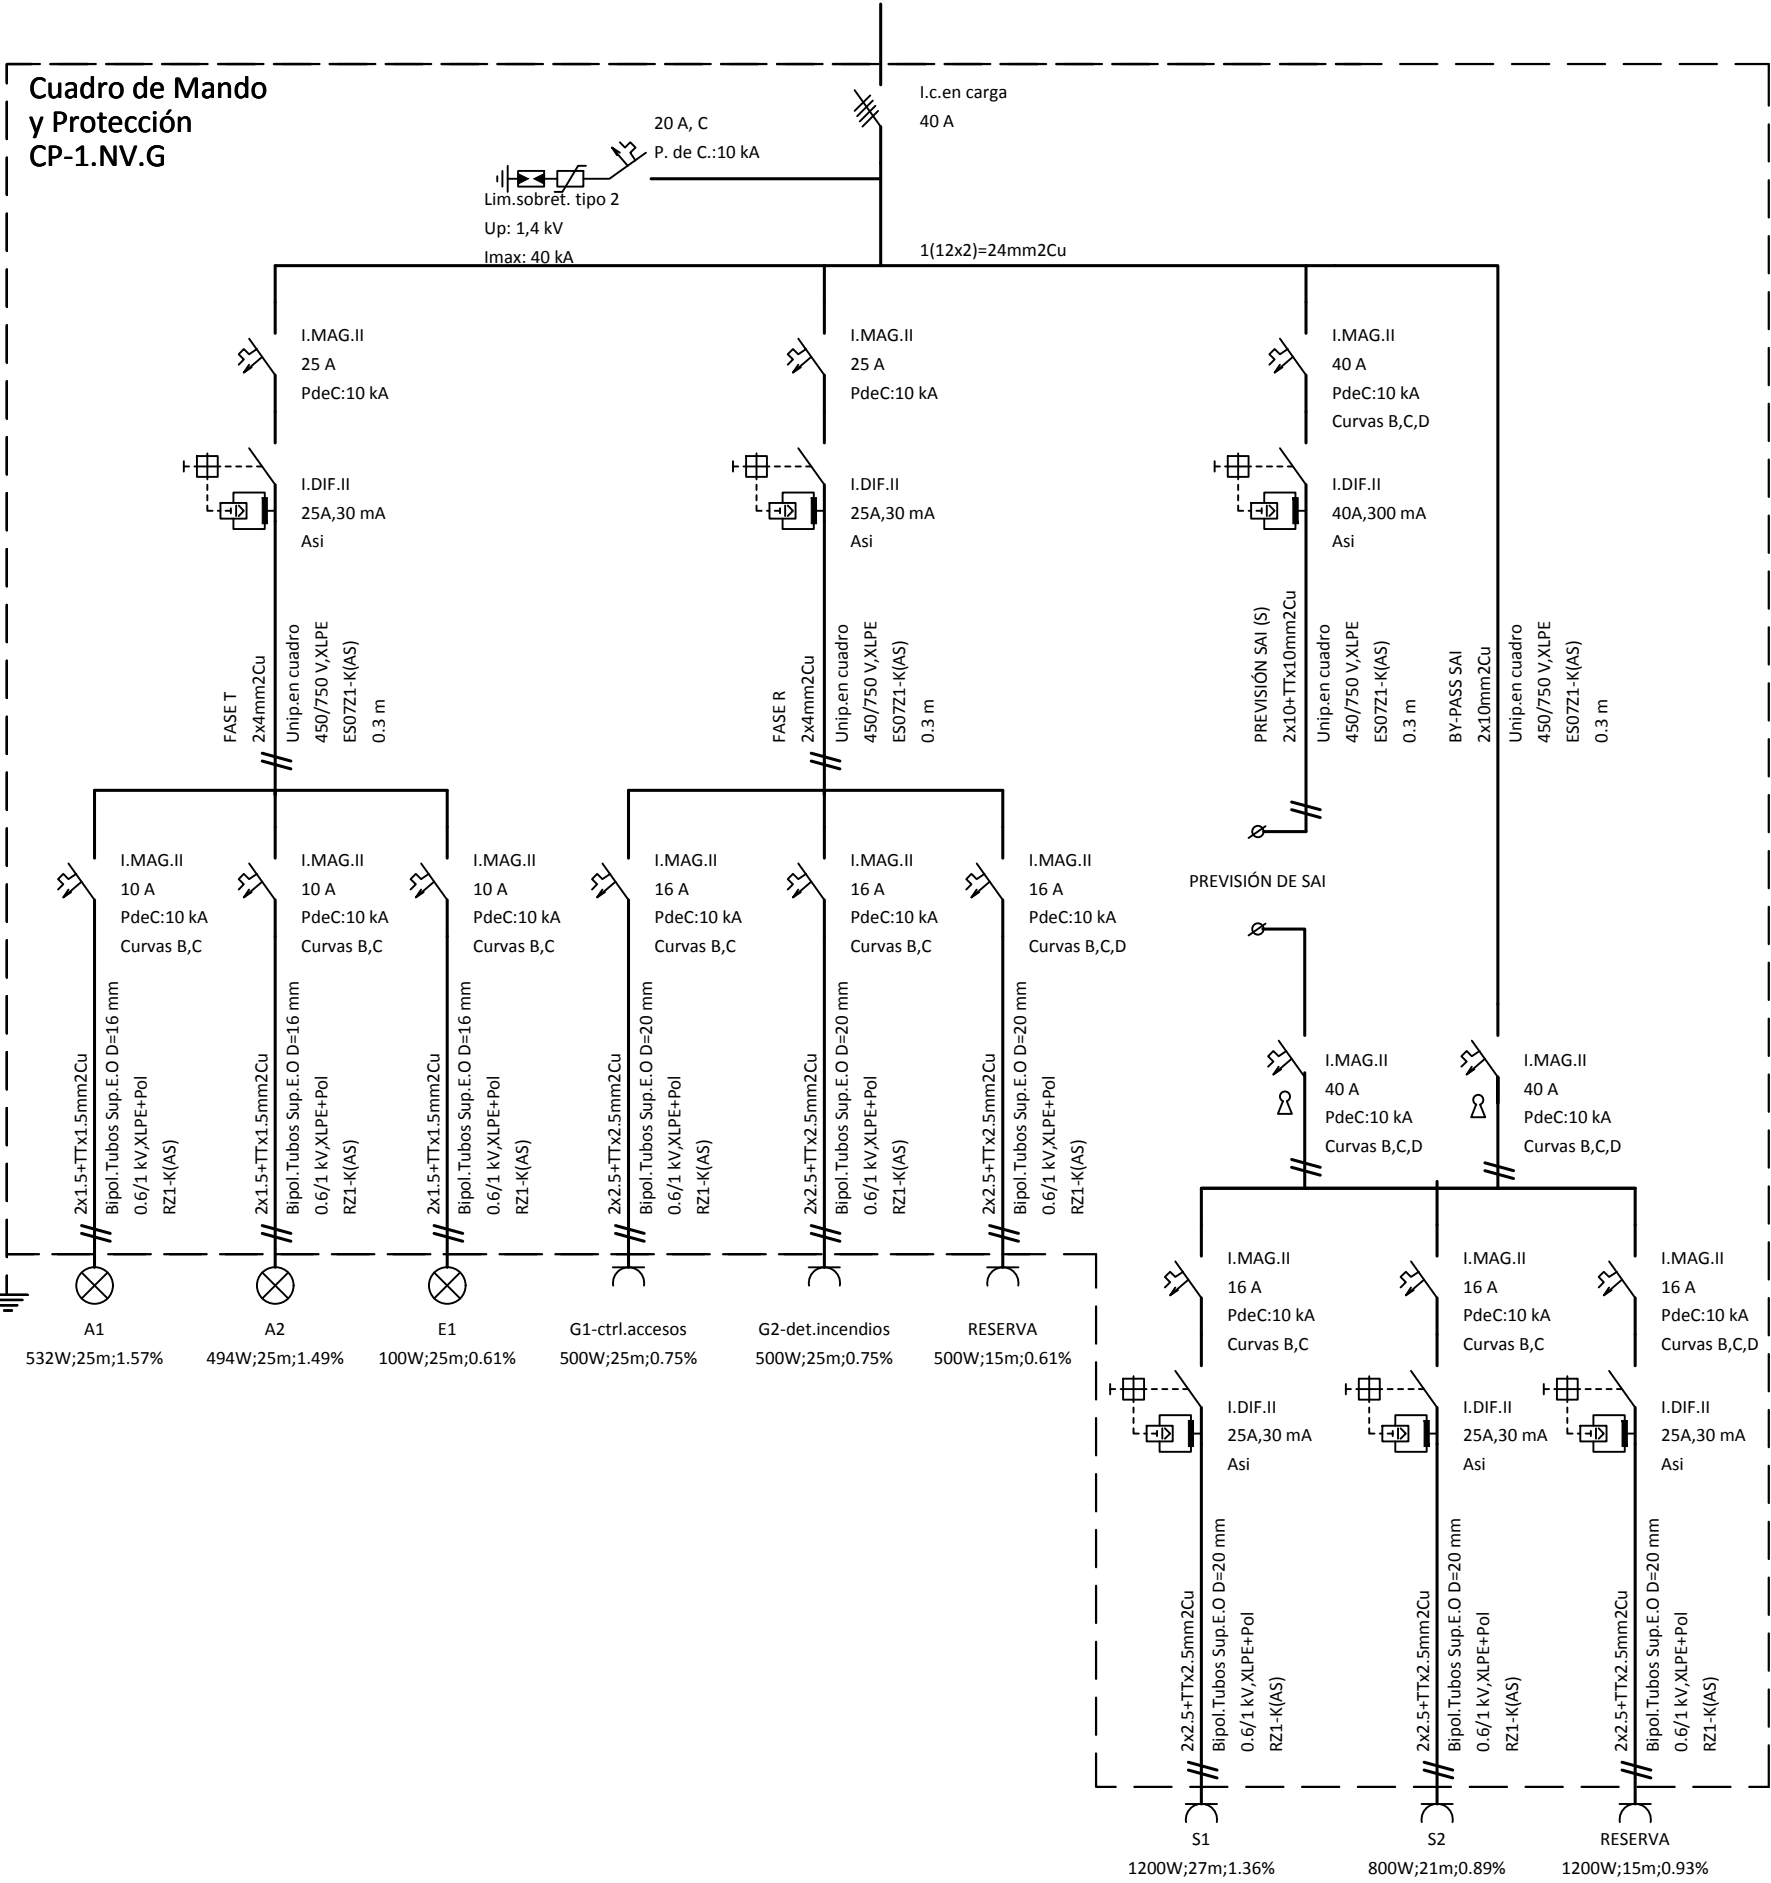 Cuadro de Mando
y Protección
CP-1.NV.G
I.c.en carga
40 A
20 A, C
P. de C.:10 kA
Lim.sobret. tipo 2
Up: 1,4 kV
Imax: 40 kA
1(12x2)=24mm2Cu
I.MAG.II
25 A
PdeC:10 kA
I.DIF.II
25A,30 mA
Asi
FASE T
2x4mm2Cu
Unip.en cuadro
450/750 V,XLPE
ES07Z1-K(AS)
0.3 m
I.MAG.II
25 A
PdeC:10 kA
I.DIF.II
25A,30 mA
Asi
FASE R
2x4mm2Cu
Unip.en cuadro
450/750 V,XLPE
ES07Z1-K(AS)
0.3 m
I.MAG.II
40 A
PdeC:10 kA
Curvas B,C,D
I.DIF.II
40A,300 mA
Asi
PREVISIÓN SAI (S)
2x10+TTx10mm2Cu
Unip.en cuadro
450/750 V,XLPE
ES07Z1-K(AS)
0.3 m
BY-PASS SAI
2x10mm2Cu
Unip.en cuadro
450/750 V,XLPE
ES07Z1-K(AS)
0.3 m
I.MAG.II
10 A
PdeC:10 kA
Curvas B,C
2x1.5+TTx1.5mm2Cu
Bipol.Tubos Sup.E.O D=16 mm
0.6/1 kV,XLPE+Pol
RZ1-K(AS)
A1
532W;25m;1.57%
I.MAG.II
10 A
PdeC:10 kA
Curvas B,C
2x1.5+TTx1.5mm2Cu
Bipol.Tubos Sup.E.O D=16 mm
0.6/1 kV,XLPE+Pol
RZ1-K(AS)
A2
494W;25m;1.49%
I.MAG.II
10 A
PdeC:10 kA
Curvas B,C
2x1.5+TTx1.5mm2Cu
Bipol.Tubos Sup.E.O D=16 mm
0.6/1 kV,XLPE+Pol
RZ1-K(AS)
E1
100W;25m;0.61%
I.MAG.II
16 A
PdeC:10 kA
Curvas B,C
2x2.5+TTx2.5mm2Cu
Bipol.Tubos Sup.E.O D=20 mm
0.6/1 kV,XLPE+Pol
RZ1-K(AS)
G1-ctrl.accesos
500W;25m;0.75%
I.MAG.II
16 A
PdeC:10 kA
Curvas B,C
2x2.5+TTx2.5mm2Cu
Bipol.Tubos Sup.E.O D=20 mm
0.6/1 kV,XLPE+Pol
RZ1-K(AS)
G2-det.incendios
500W;25m;0.75%
I.MAG.II
16 A
PdeC:10 kA
Curvas B,C,D
2x2.5+TTx2.5mm2Cu
Bipol.Tubos Sup.E.O D=20 mm
0.6/1 kV,XLPE+Pol
RZ1-K(AS)
RESERVA
500W;15m;0.61%
PREVISIÓN DE SAI
I.MAG.II
40 A
PdeC:10 kA
Curvas B,C,D
I.MAG.II
40 A
PdeC:10 kA
Curvas B,C,D
I.MAG.II
16 A
PdeC:10 kA
Curvas B,C
I.DIF.II
25A,30 mA
Asi
2x2.5+TTx2.5mm2Cu
Bipol.Tubos Sup.E.O D=20 mm
0.6/1 kV,XLPE+Pol
RZ1-K(AS)
S1
1200W;27m;1.36%
I.MAG.II
16 A
PdeC:10 kA
Curvas B,C
I.DIF.II
25A,30 mA
Asi
2x2.5+TTx2.5mm2Cu
Bipol.Tubos Sup.E.O D=20 mm
0.6/1 kV,XLPE+Pol
RZ1-K(AS)
S2
800W;21m;0.89%
I.MAG.II
16 A
PdeC:10 kA
Curvas B,C,D
I.DIF.II
25A,30 mA
Asi
2x2.5+TTx2.5mm2Cu
Bipol.Tubos Sup.E.O D=20 mm
0.6/1 kV,XLPE+Pol
RZ1-K(AS)
RESERVA
1200W;15m;0.93%